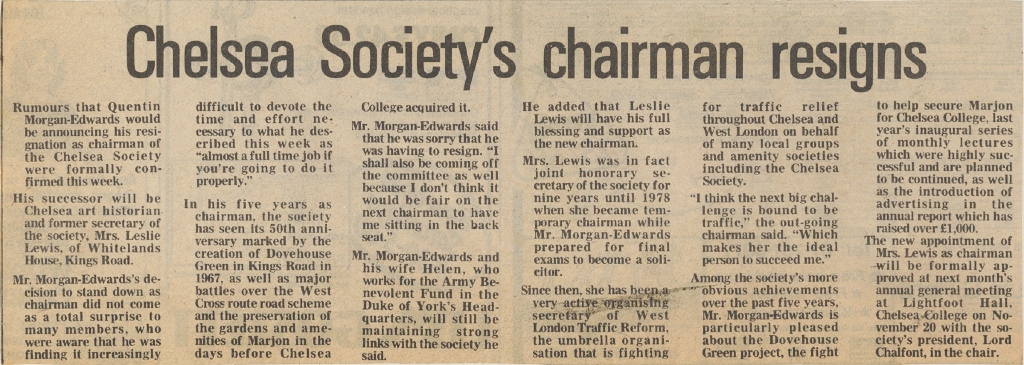 Chelsea Society's chairman resigns
Rumours that Quentin
Morgan-Edwards would
be announcing his resi-
gnation as chairman of
the Chelsea Society
were formally con-
firmed this week.
His successor will be
Chelsea art historian
and former secretary of
the society, Mrs. Leslie
Lewis, of Whitelands
House, Kings Road.
Mr. Morgan-Edwards's de-
cision to stand down as
chairman did not come
as a total surprise to
many members, who
were aware that he was
finding it increasingly
difficult to devote the
time and effort ne-
cessary to what he des-
cribed this week as
"almost a full time job if
you're going to do it
properly."
In his five years as
chairman, the society
has seen its 50th anni-
versary marked by the
creation of Dovehouse
Green in Kings Road in
1967, as well as major
battles over the West
Cross route road scheme
and the preservation of
the gardens and ame-
nities of Marjon in the
days before Chelsea
College acquired it.
Mr. Morgan-Edwards said
that he was sorry that he
was having to resign. "I
shall also be coming off
the committee as well
because I don't think it
would be fair on the
next chairman to have
me sitting in the back
seat."
Mr. Morgan-Edwards and
his wife Helen, who
works for the Army Be-
nevolent Fund in the
Duke of York's Head-
quarters, will still be
maintaining strong
links with the society he
said.
He added that Leslie
Lewis will have his full
blessing and support as
the new chairman.
Mrs. Lewis was in fact
joint honorary se-
cretary of the society for
nine years until 1978
when she became tem-
porary chairman while
Mr. Morgan-Edwards
prepared for final
exams to become a soli-
citor.
Since then, she has been a
very active organising
secretary of West
London Traffic Reform,
the umbrella organi-
sation that is fighting
for traffic relief
throughout Chelsea and
West London on behalf
of many local groups
and amenity societies
including the Chelsea
Society.
"I think the next big chal-
lenge is bound to be
traffic," the out-going
chairman said. "Which
makes her the ideal
person to succeed me."
Among the society's more
obvious achievements
over the past five years,
Mr. Morgan-Edwards is
particularly pleased
about the Dovehouse
Green project, the fight
to help secure Marjon
for Chelsea College, last
year's inaugural series
of monthly lectures
which were highly suc-
cessful and are planned
to be continued, as well
as the introduction of
advertising in the
annual report which has
raised over £1,000.
The new appointment of
Mrs. Lewis as chairman
will be formally ap-
proved at next month's
annual general meeting
at Lightfoot Hall,
Chelsea College on No-
vember 20 with the so-
ciety's president, Lord
Chalfont, in the chair.